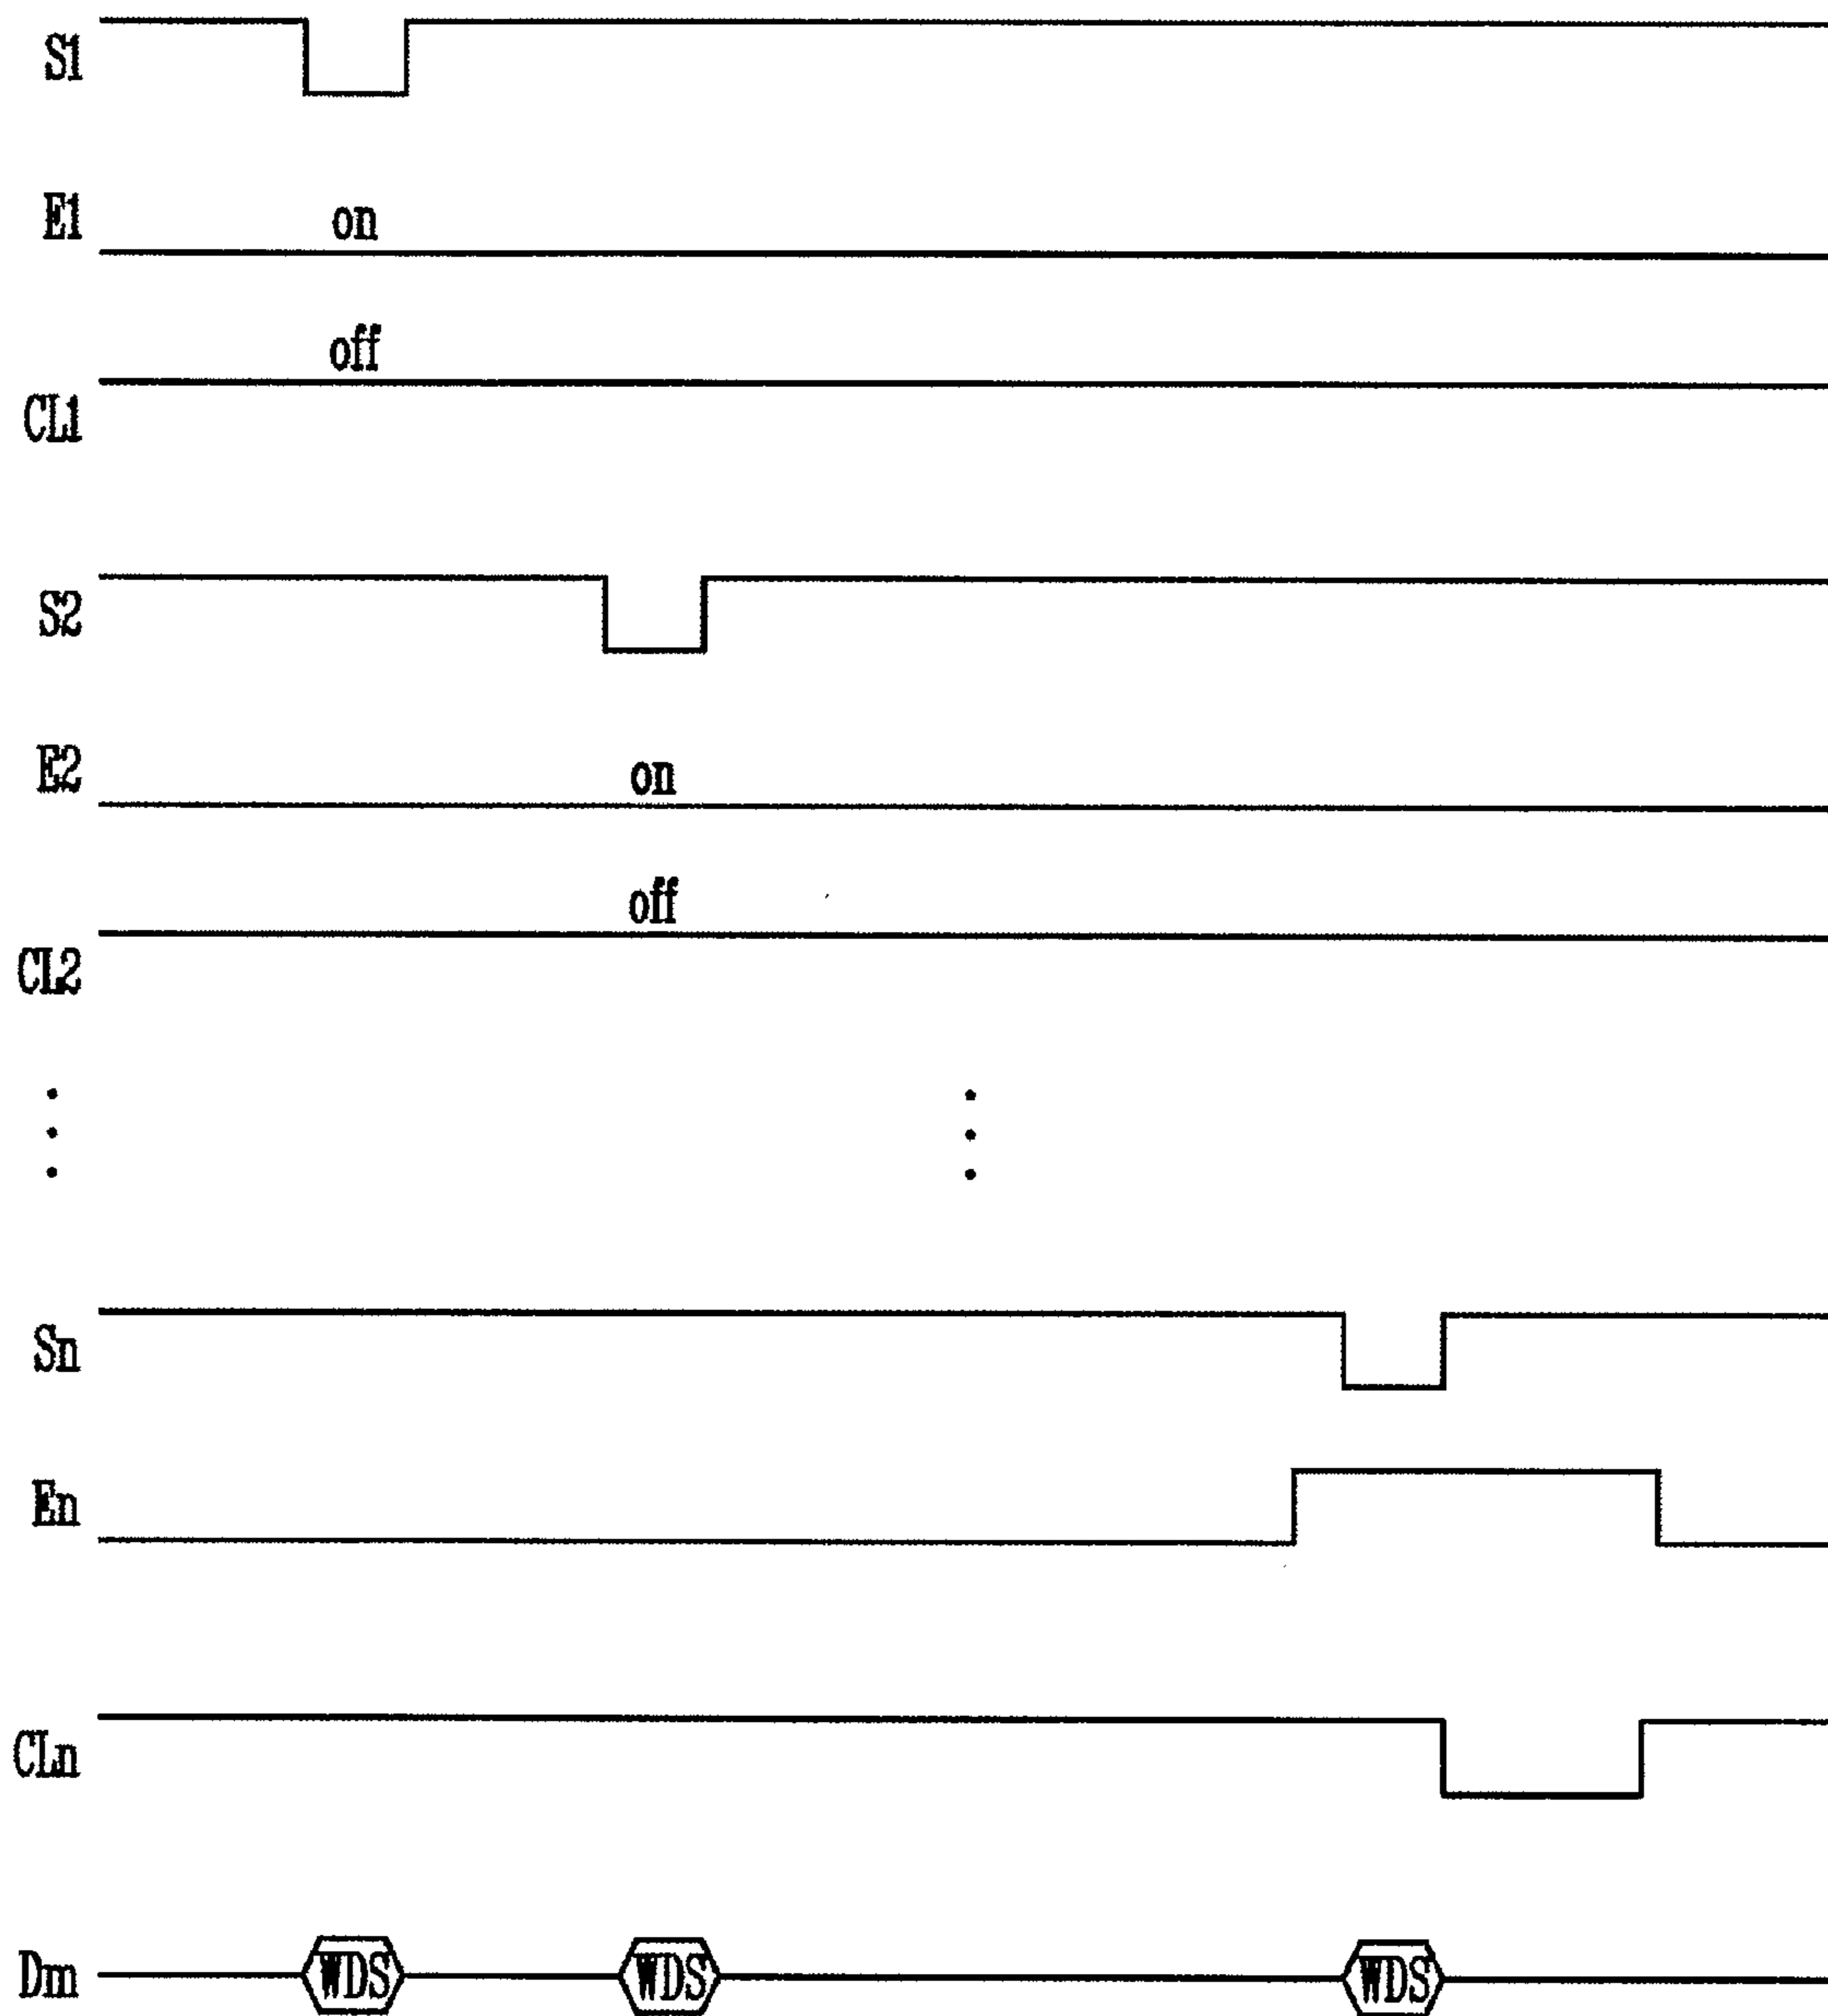 S1
E1 on
off
CL1
S2
E2 on
off
CL2
Sn
En
CLn
Dm WDS WDS WDS